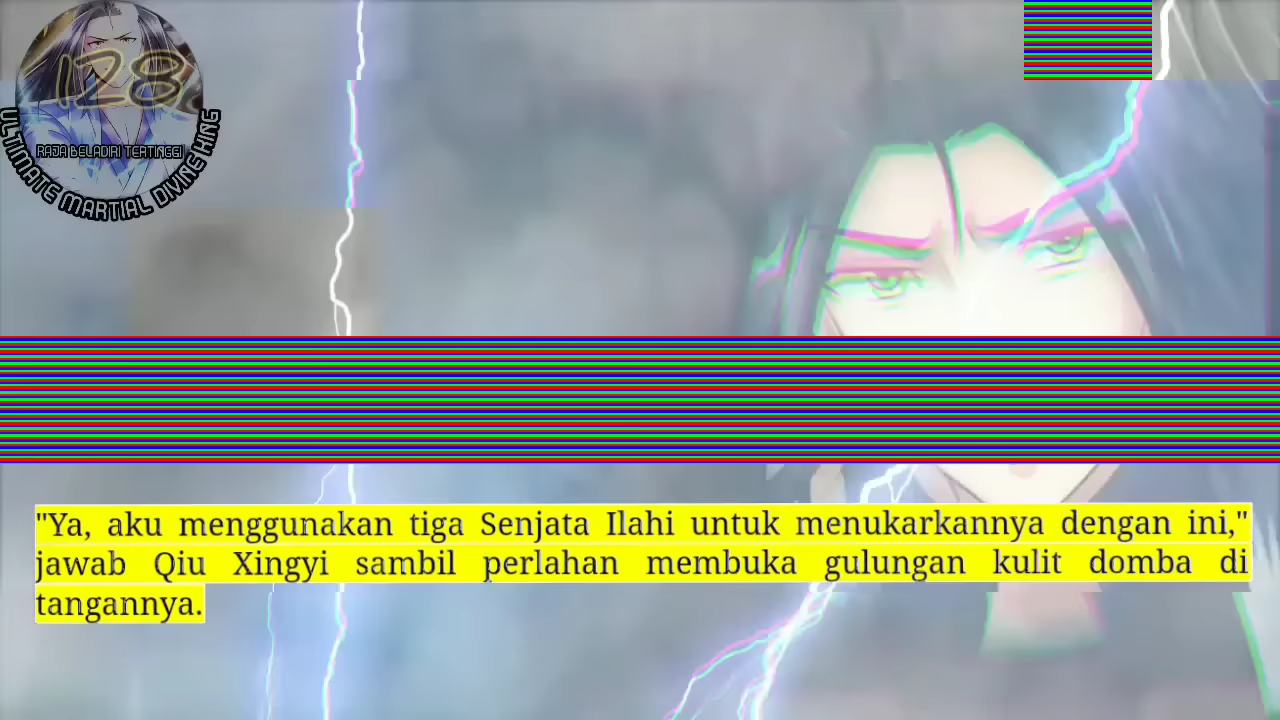 128
RAJA BELADIRI TERTINGGI
ULTIMATE MARTIAL DIVINE KING
"Ya, aku menggunakan tiga Senjata Ilahi untuk menukarkannya dengan ini,"
jawab Qiu Xingyi sambil perlahan membuka gulungan kulit domba di
tangannya.